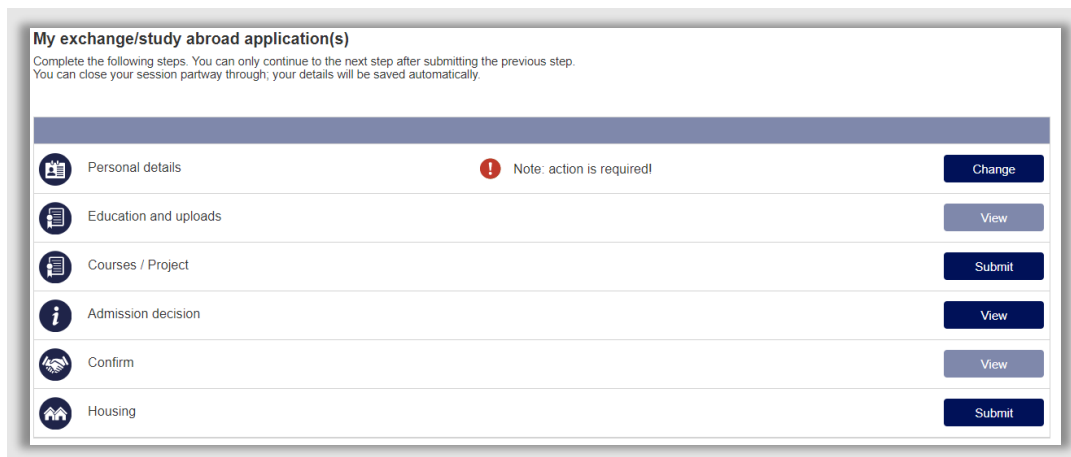 My exchange/study abroad application(s)
Complete the following steps. You can only continue to the next step after submitting the previous step.
You can close your session partway through; your details will be saved automatically.
Personal details
! Note: action is required!
Change
Education and uploads
View
Courses / Project
Submit
i Admission decision
View
Confirm
View
Housing
Submit